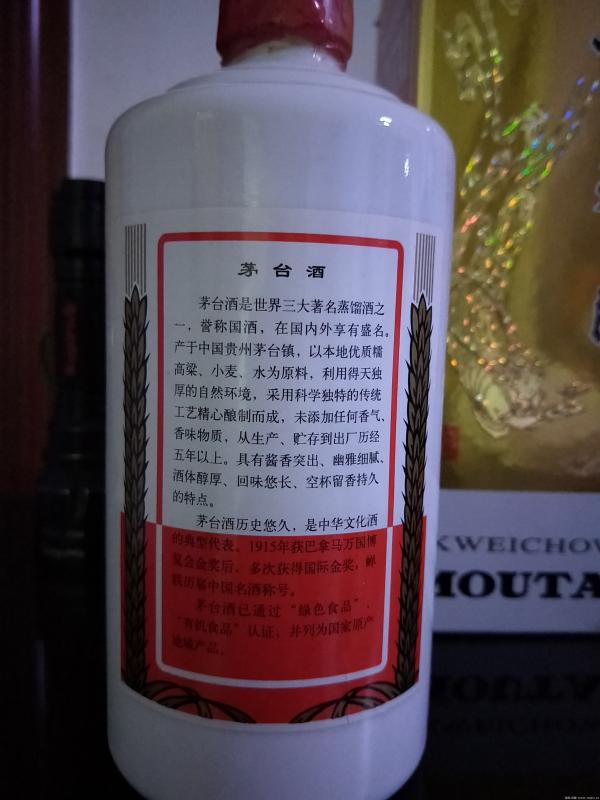 茅台酒
茅台酒是世界三大著名蒸馏酒之
一，誉称国酒，在国内外享有盛名。
产于中国贵州茅台镇，以本地优质糯
高粱、小麦、水为原料，利用得天独
厚的自然环境，采用科学独特的传统
工艺精心酿制而成，未添加任何香气、
香味物质，从生产、贮存到出厂历经
五年以上。具有酱香突出、幽雅细腻、
酒体醇厚、回味悠长、空杯留香持久
的特点。
茅台酒历史悠久，是中华文化酒
的典型代表。1915年获巴拿马万国博
览会金奖后，多次获得国际金奖，蝉
联历届中国名酒称号。
茅台酒已通过“绿色食品”、
“有机食品”认证，并列为国家原产
地域产品。
KWEICHOW
MOUTA